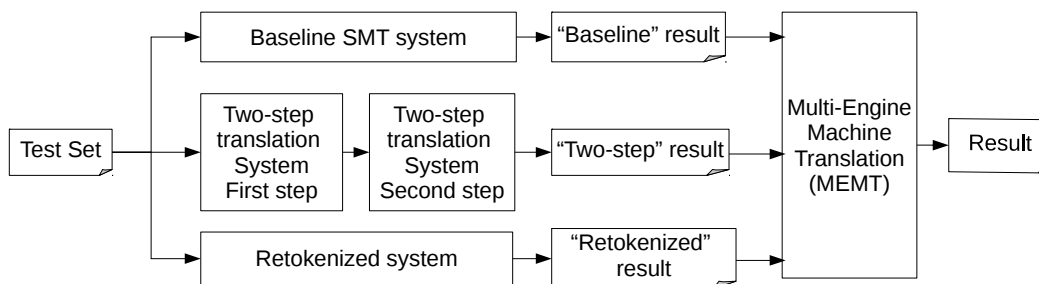 Baseline SMT system
“Baseline” result
Test Set
Two-step
translation
System
First step
Two-step
translation
System
Second step
“Two-step” result
Retokenized system
“Retokenized”
result
Multi-Engine
Machine
Translation
(MEMT)
Result